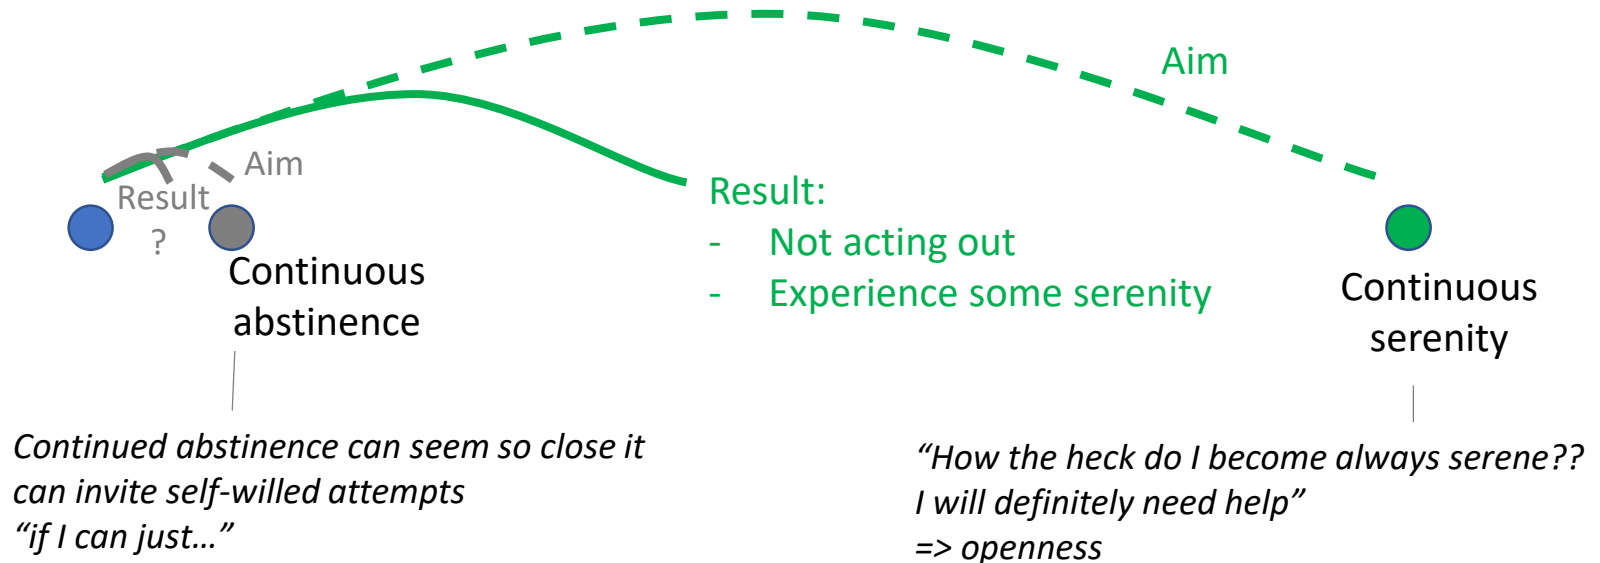 Aim
Aim
Result
?
Result:
- Not acting out
- Experience some serenity
Continuous
abstinence
Continuous
serenity
Continued abstinence can seem so close it
can invite self-willed attempts
“if I can just…”
“How the heck do I become always serene??
I will definitely need help”
=> openness